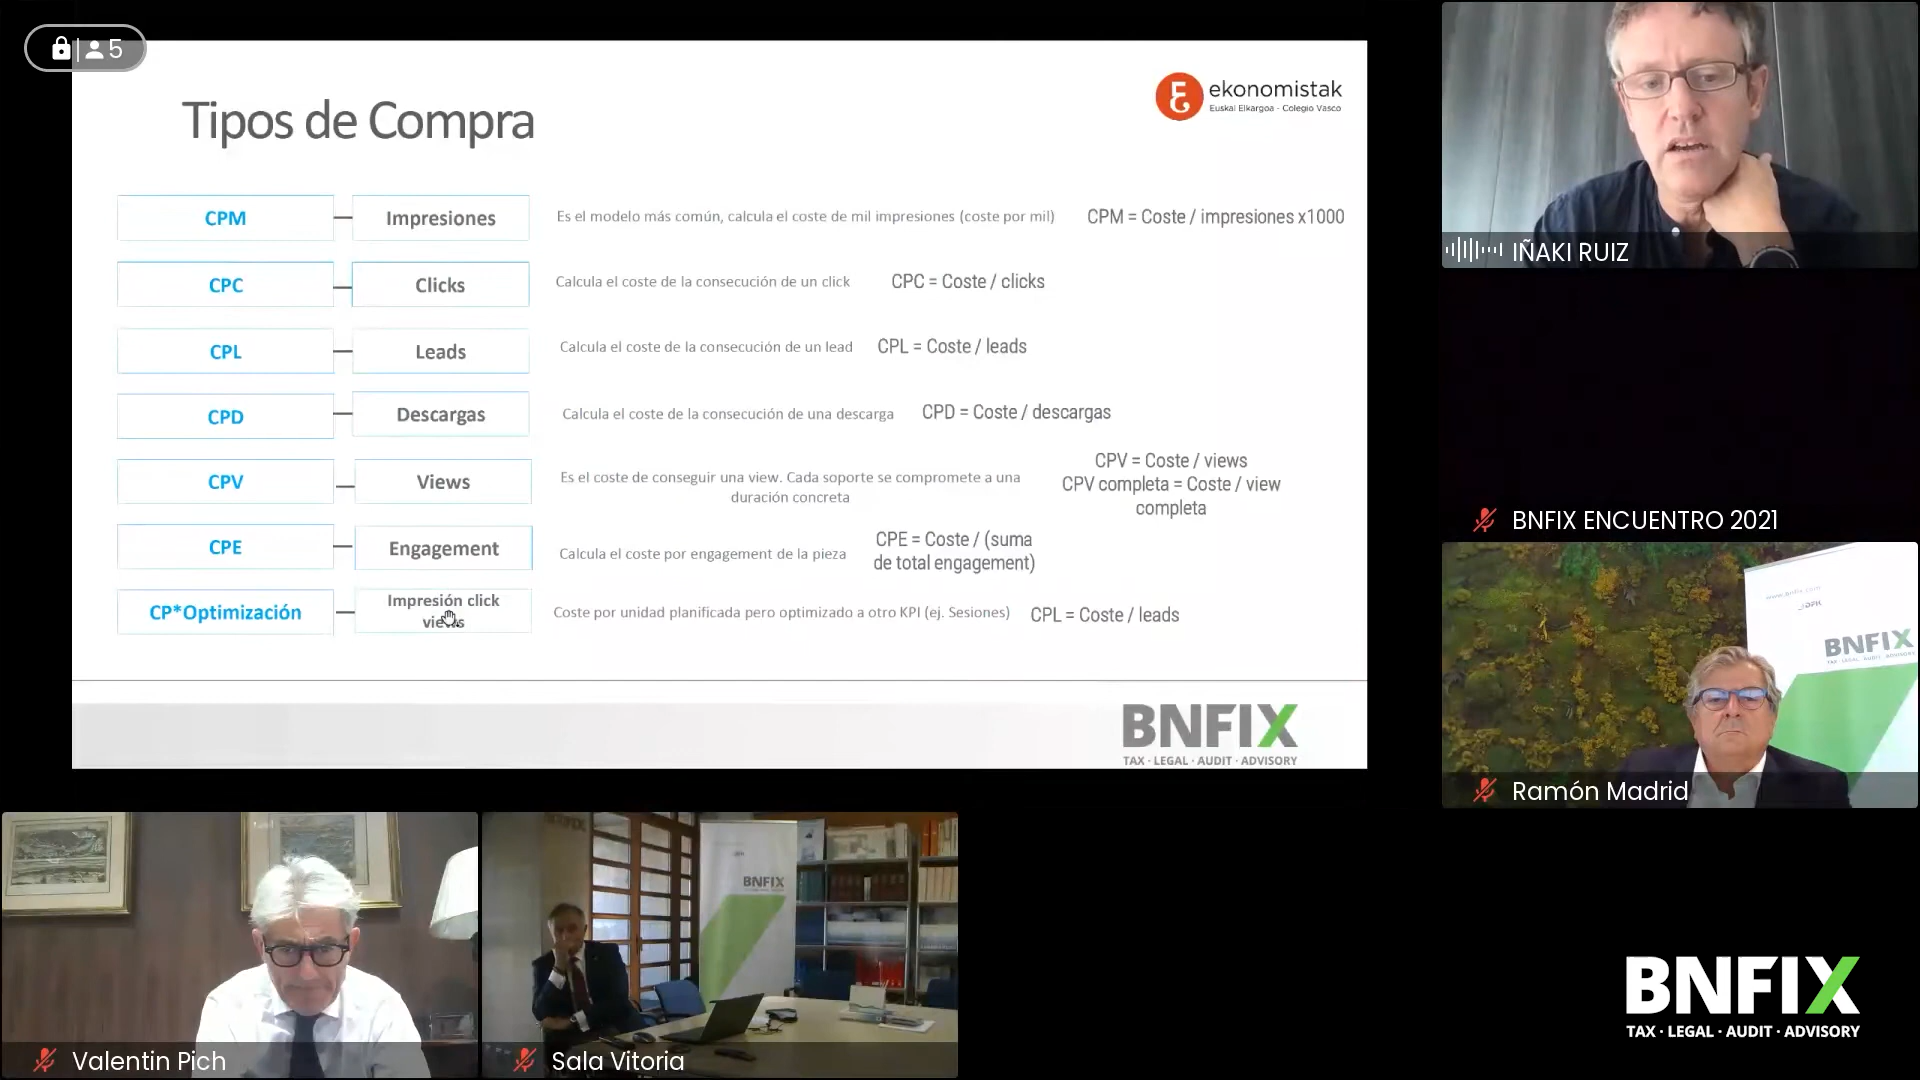 5
Tipos de Compra
ekonomistak
Euskal Elkargoa - Colegio Vasco
CPM
Impresiones
Es el modelo más común, calcula el coste de mil impresiones (coste por mil)
CPM = Coste / impresiones x1000
CPC
Clicks
Calcula el coste de la consecución de un click
CPC = Coste / clicks
CPL
Leads
Calcula el coste de la consecución de un lead
CPL = Coste / leads
CPD
Descargas
Calcula el coste de la consecución de una descarga
CPD = Coste / descargas
CPV
Views
Es el coste de conseguir una view. Cada soporte se compromete a una
duración concreta
CPV = Coste / views
CPV completa = Coste / view
completa
CPE
Engagement
Calcula el coste por engagement de la pieza
CPE = Coste / (suma
de total engagement)
CP*Optimización
Impresión click
views
Coste por unidad planificada pero optimizado a otro KPI (ej. Sesiones)
CPL = Coste / leads
BNFIX
TAX · LEGAL · AUDIT · ADVISORY
IÑAKI RUIZ
BNFIX ENCUENTRO 2021
BNFIX
TAX · LEGAL · AUDIT · ADVISORY
Ramón Madrid
Valentin Pich
BNFIX
Sala Vitoria
BNFIX
TAX · LEGAL · AUDIT · ADVISORY